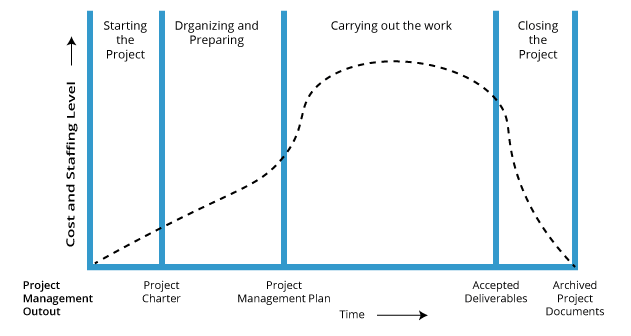 Starting
the
Project
Drganizing and
Preparing
Carrying out the work
Closing
the
Project
Cost and Staffing Level
Project
Management
Outout
Project
Charter
Project
Management Plan
Time
Accepted
Deliverables
Archived
Project
Documents